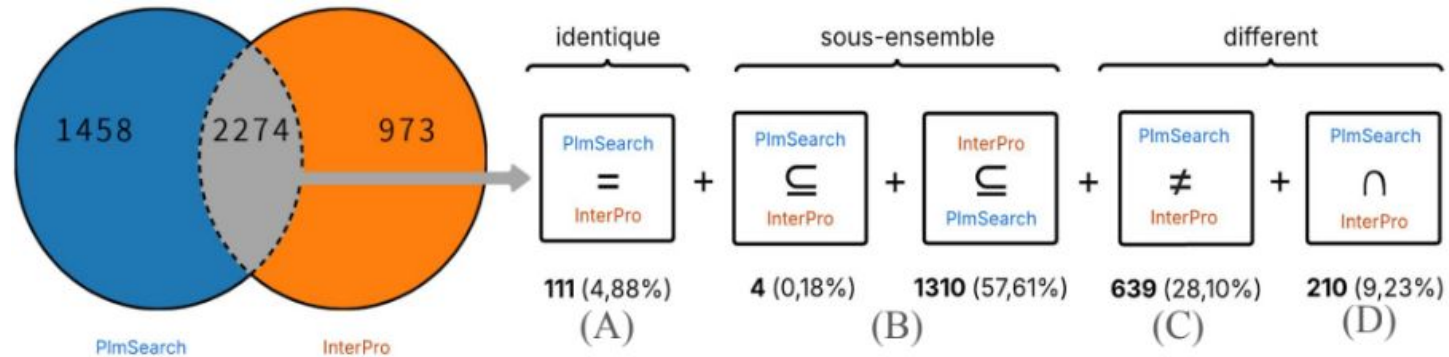 identique
sous-ensemble
different
1458
2274
973
PlmSearch
=
InterPro
+
PlmSearch
⊆
InterPro
+
InterPro
⊆
PlmSearch
+
PlmSearch
≠
InterPro
+
PlmSearch
∩
InterPro
111 (4,88%)
4 (0,18%)
1310 (57,61%)
639 (28,10%)
210 (9,23%)
(A)
(B)
(C)
(D)
PlmSearch
InterPro